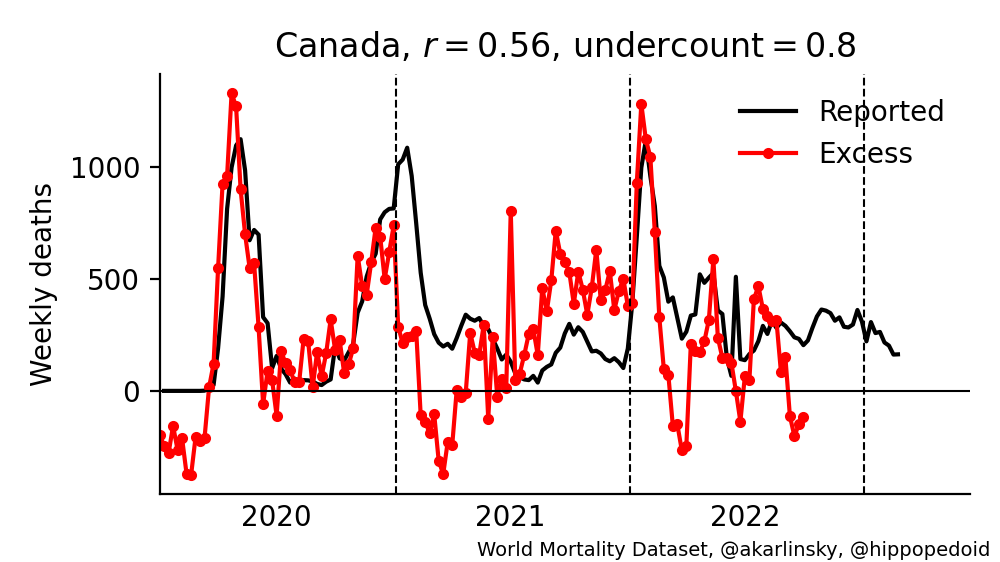 Canada, r = 0.56, undercount = 0.8
Weekly deaths
1000
500
0
Reported
Excess
2020 2021 2022
World Mortality Dataset, @akarlinsky, @hippopedoid